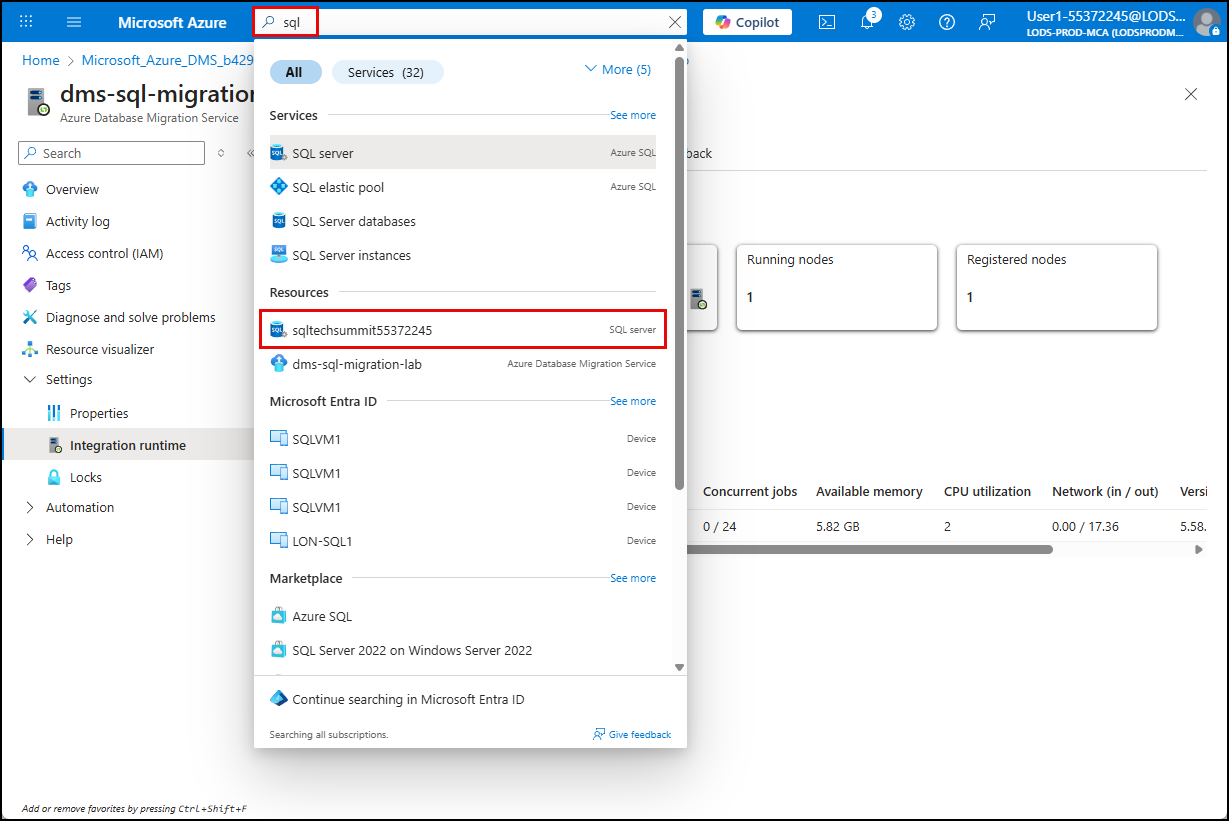 Microsoft Azure
sql
Copilot
3
User1-55372245@LODS...
LODS-PROD-MCA (LODSPRODM...
Home > Microsoft_Azure_DMS_b429
dms-sql-migration
Azure Database Migration Service
Search
Overview
Activity log
Access control (IAM)
Tags
Diagnose and solve problems
Resource visualizer
Settings
Properties
Integration runtime
Locks
Automation
Help
Add or remove favorites by pressing Ctrl+Shift+F
All
Services (32)
More (5)
Services
See more
SQL server
Azure SQL
SQL elastic pool
Azure SQL
SQL Server databases
SQL Server instances
Resources
sqltechsummit55372245
SQL server
dms-sql-migration-lab
Azure Database Migration Service
Microsoft Entra ID
See more
SQLVM1
Device
SQLVM1
Device
SQLVM1
Device
LON-SQL1
Device
Marketplace
See more
Azure SQL
SQL Server 2022 on Windows Server 2022
Continue searching in Microsoft Entra ID
Searching all subscriptions.
Give feedback
back
Running nodes
1
Registered nodes
1
Concurrent jobs Available memory CPU utilization Network (in / out) Versi
0 / 24 5.82 GB 2 0.00 / 17.36 5.58.